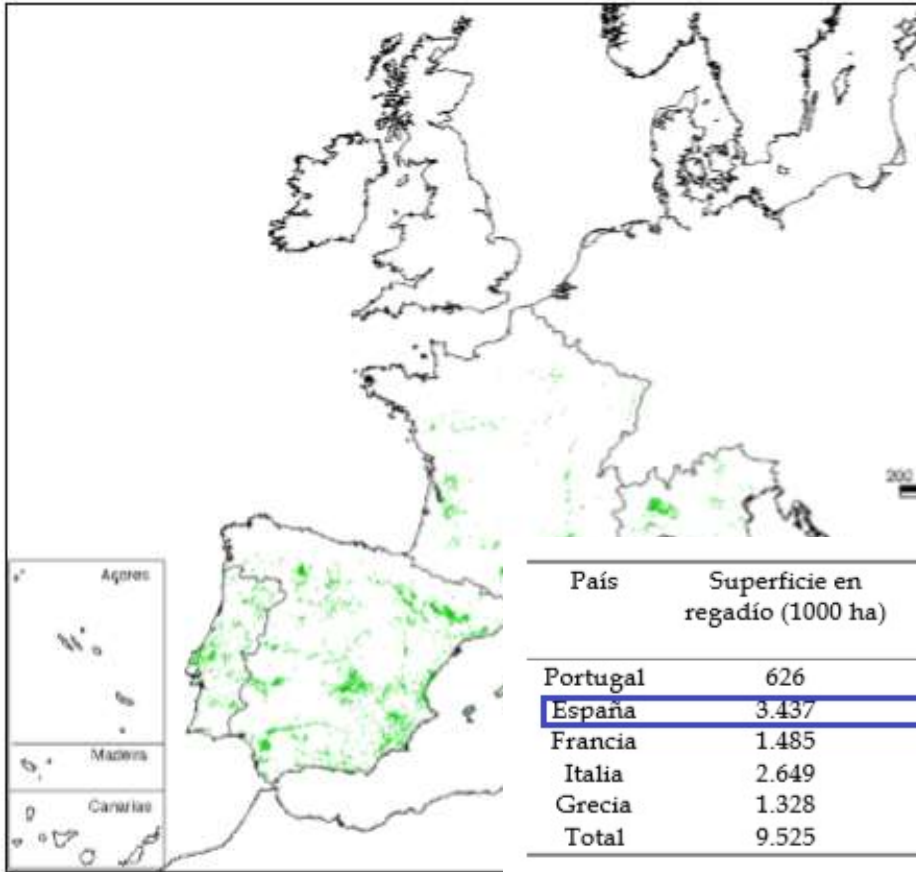 200
Açores
Madeira
Canarias
País Superficie en
regadío (1000 ha)
Portugal 626
España 3.437
Francia 1.485
Italia 2.649
Grecia 1.328
Total 9.525